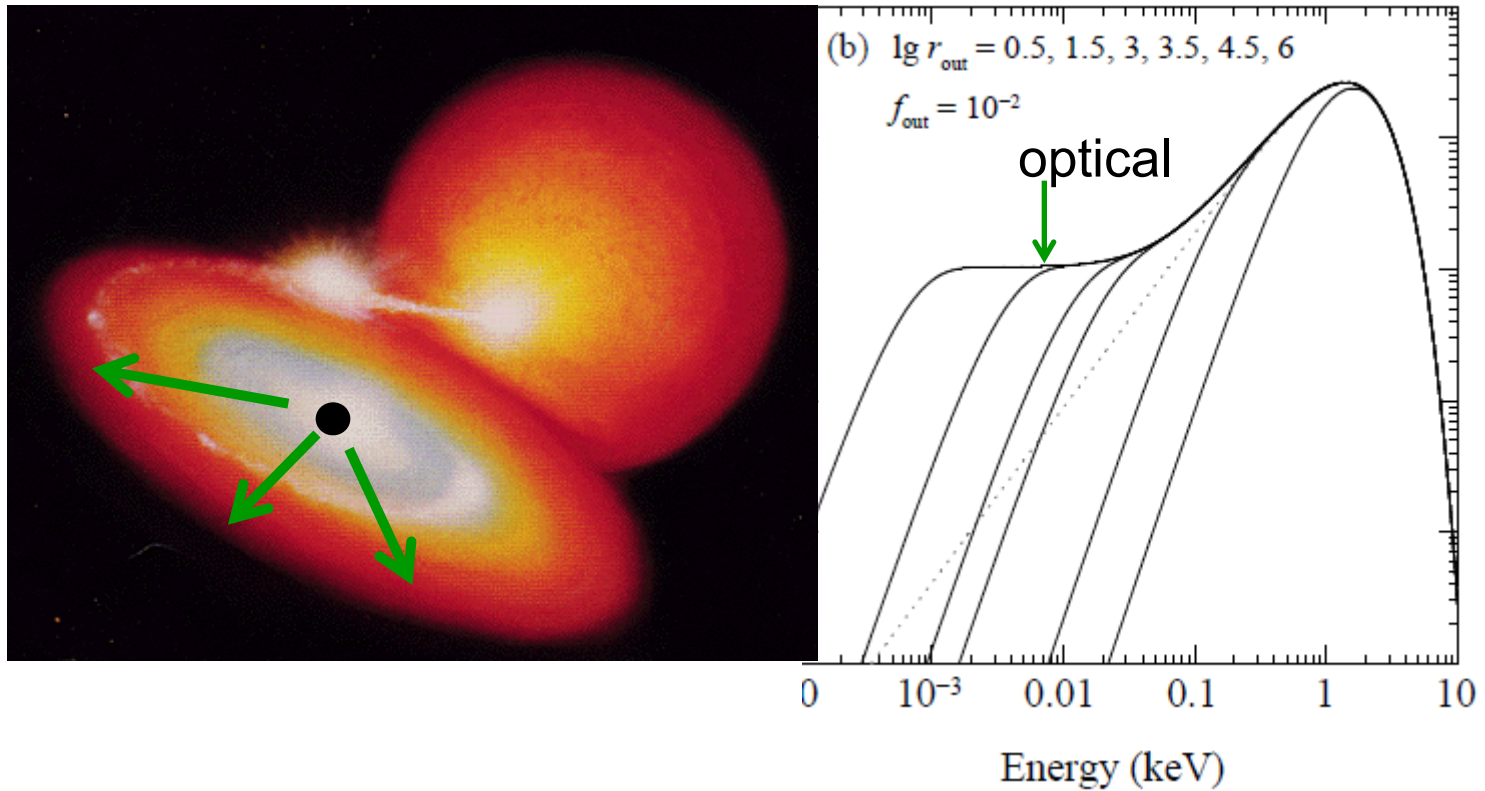 (b) lg r_out = 0.5, 1.5, 3, 3.5, 4.5, 6
f_out = 10⁻²
optical
0 10⁻³ 0.01 0.1 1 10
Energy (keV)